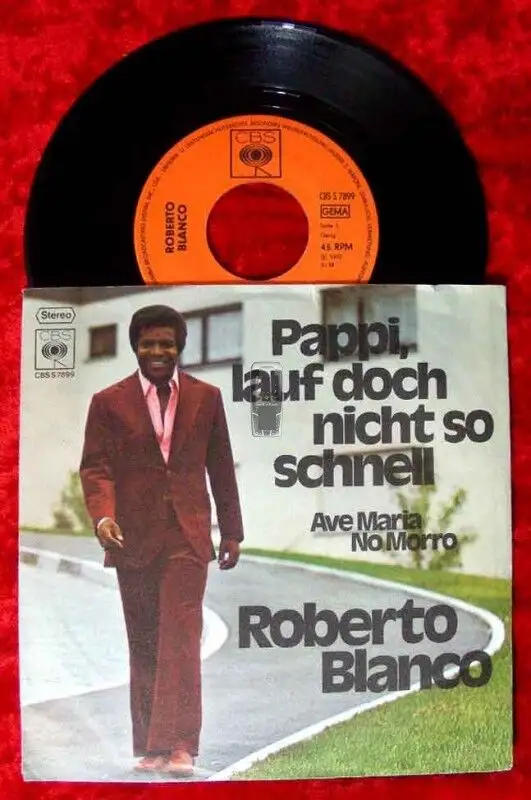 CBS
ROBERTO
BLANCO
CBS S 7899
GEMA
45 RPM
Stereo
CBS
CBS S 7899
Pappi,
lauf doch
nicht so
schnell
Ave Maria
No Morro
Roberto
Blanco